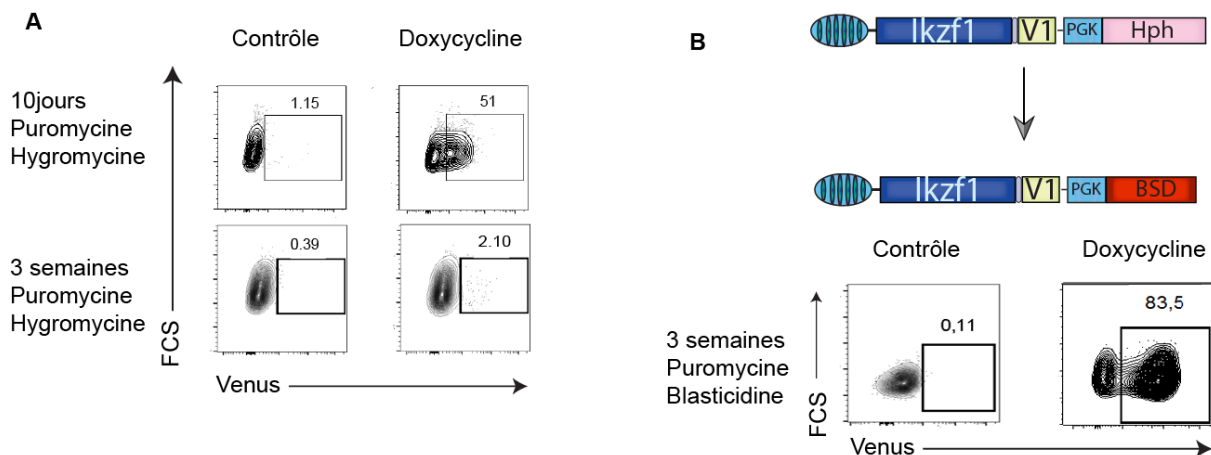 A
Contrôle
Doxycycline
10jours
Puromycine
Hygromycine
1.15
51
3 semaines
Puromycine
Hygromycine
0.39
2.10
FCS
Venus
B
Ikzf1
V1
PGK
Hph
Ikzf1
V1
PGK
BSD
Contrôle
Doxycycline
3 semaines
Puromycine
Blasticidine
0,11
83,5
FCS
Venus